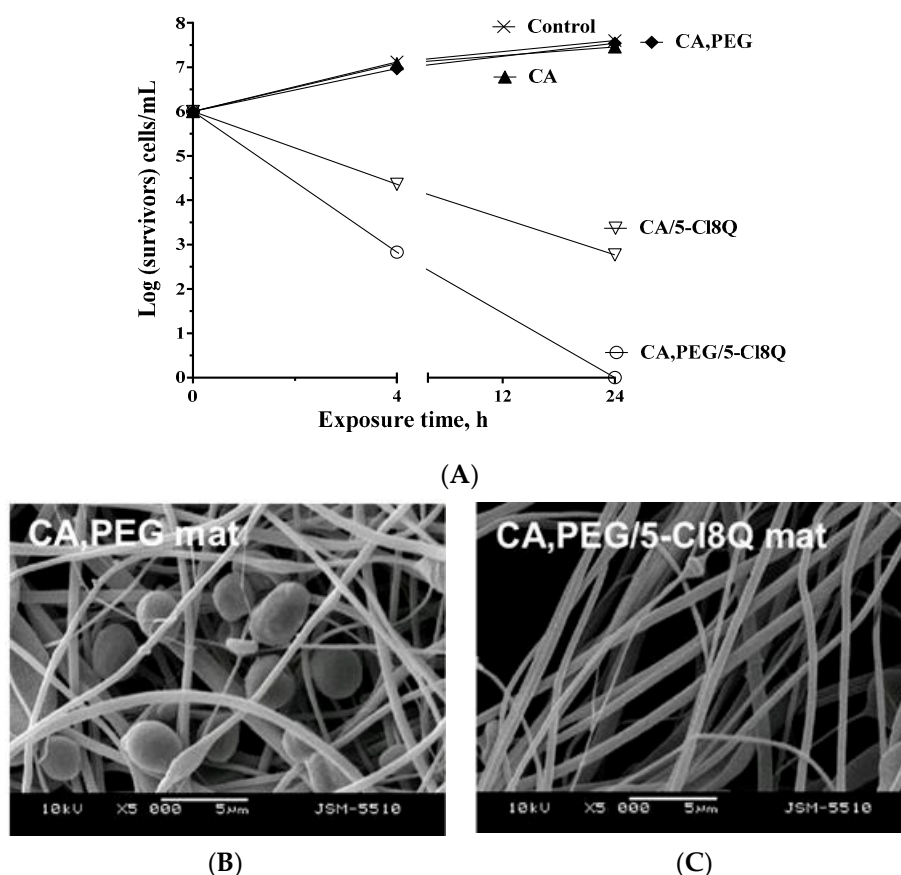 8
7
6
5
4
3
2
1
0
Log (survivors) cells/mL
Control
CA,PEG
CA
CA/5-Cl8Q
CA,PEG/5-Cl8Q
0 4 12 24
Exposure time, h
(A)
CA,PEG mat
10kV X5 000 5μm JSM-5510
CA,PEG/5-Cl8Q mat
10kV X5 000 5μm JSM-5510
(B) (C)